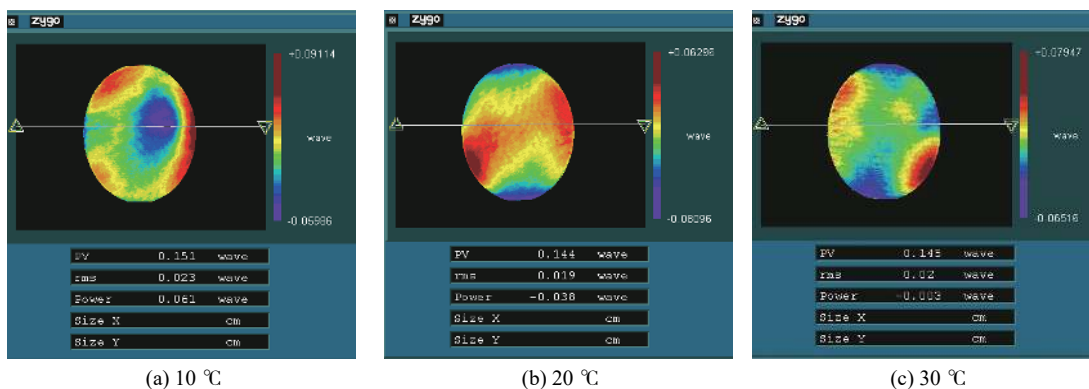 zygo
+0.09114
wave
-0.05986
PV 0.151 wave
rms 0.023 wave
Power 0.061 wave
Size X cm
Size Y cm
(a) 10 ℃
zygo
+0.06298
wave
-0.08096
PV 0.144 wave
rms 0.019 wave
Power -0.038 wave
Size X cm
Size Y cm
(b) 20 ℃
zygo
+0.07947
wave
-0.06516
PV 0.145 wave
rms 0.02 wave
Power -0.003 wave
Size X cm
Size Y cm
(c) 30 ℃